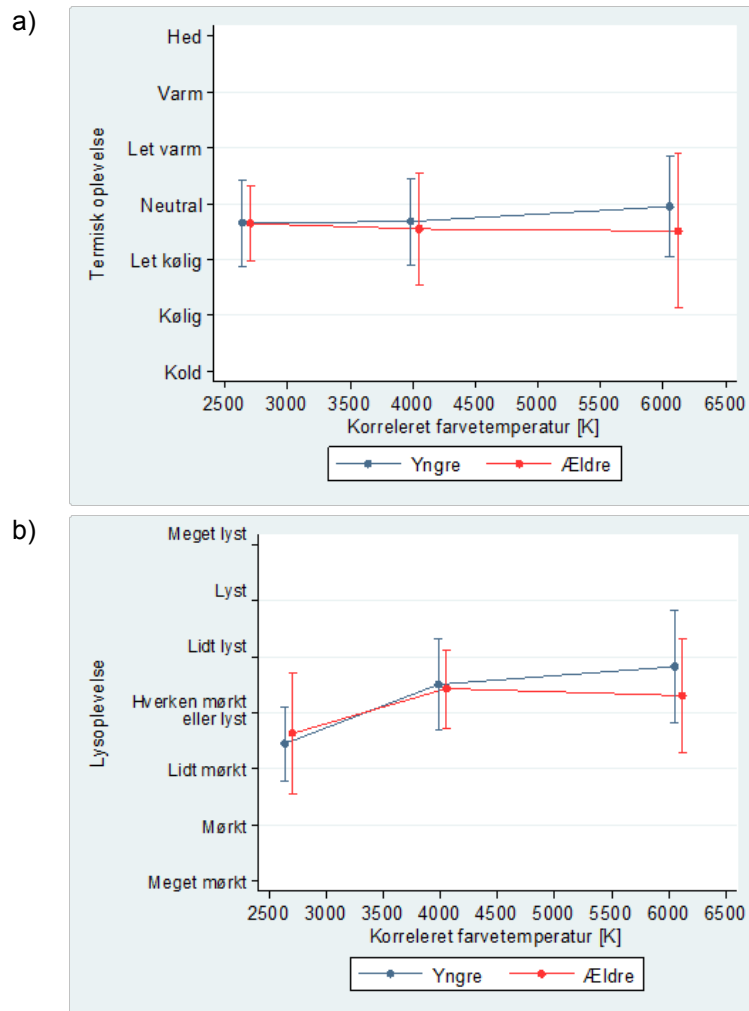 a)
Hed
Varm
Let varm
Neutral
Let kølig
Kølig
Kold
Termisk oplevelse
2500 3000 3500 4000 4500 5000 5500 6000 6500
Korreleret farvetemperatur [K]
Yngre Ældre
b)
Meget lyst
Lyst
Lidt lyst
Hverken mørkt
eller lyst
Lidt mørkt
Mørkt
Meget mørkt
Lysoplevelse
2500 3000 3500 4000 4500 5000 5500 6000 6500
Korreleret farvetemperatur [K]
Yngre Ældre